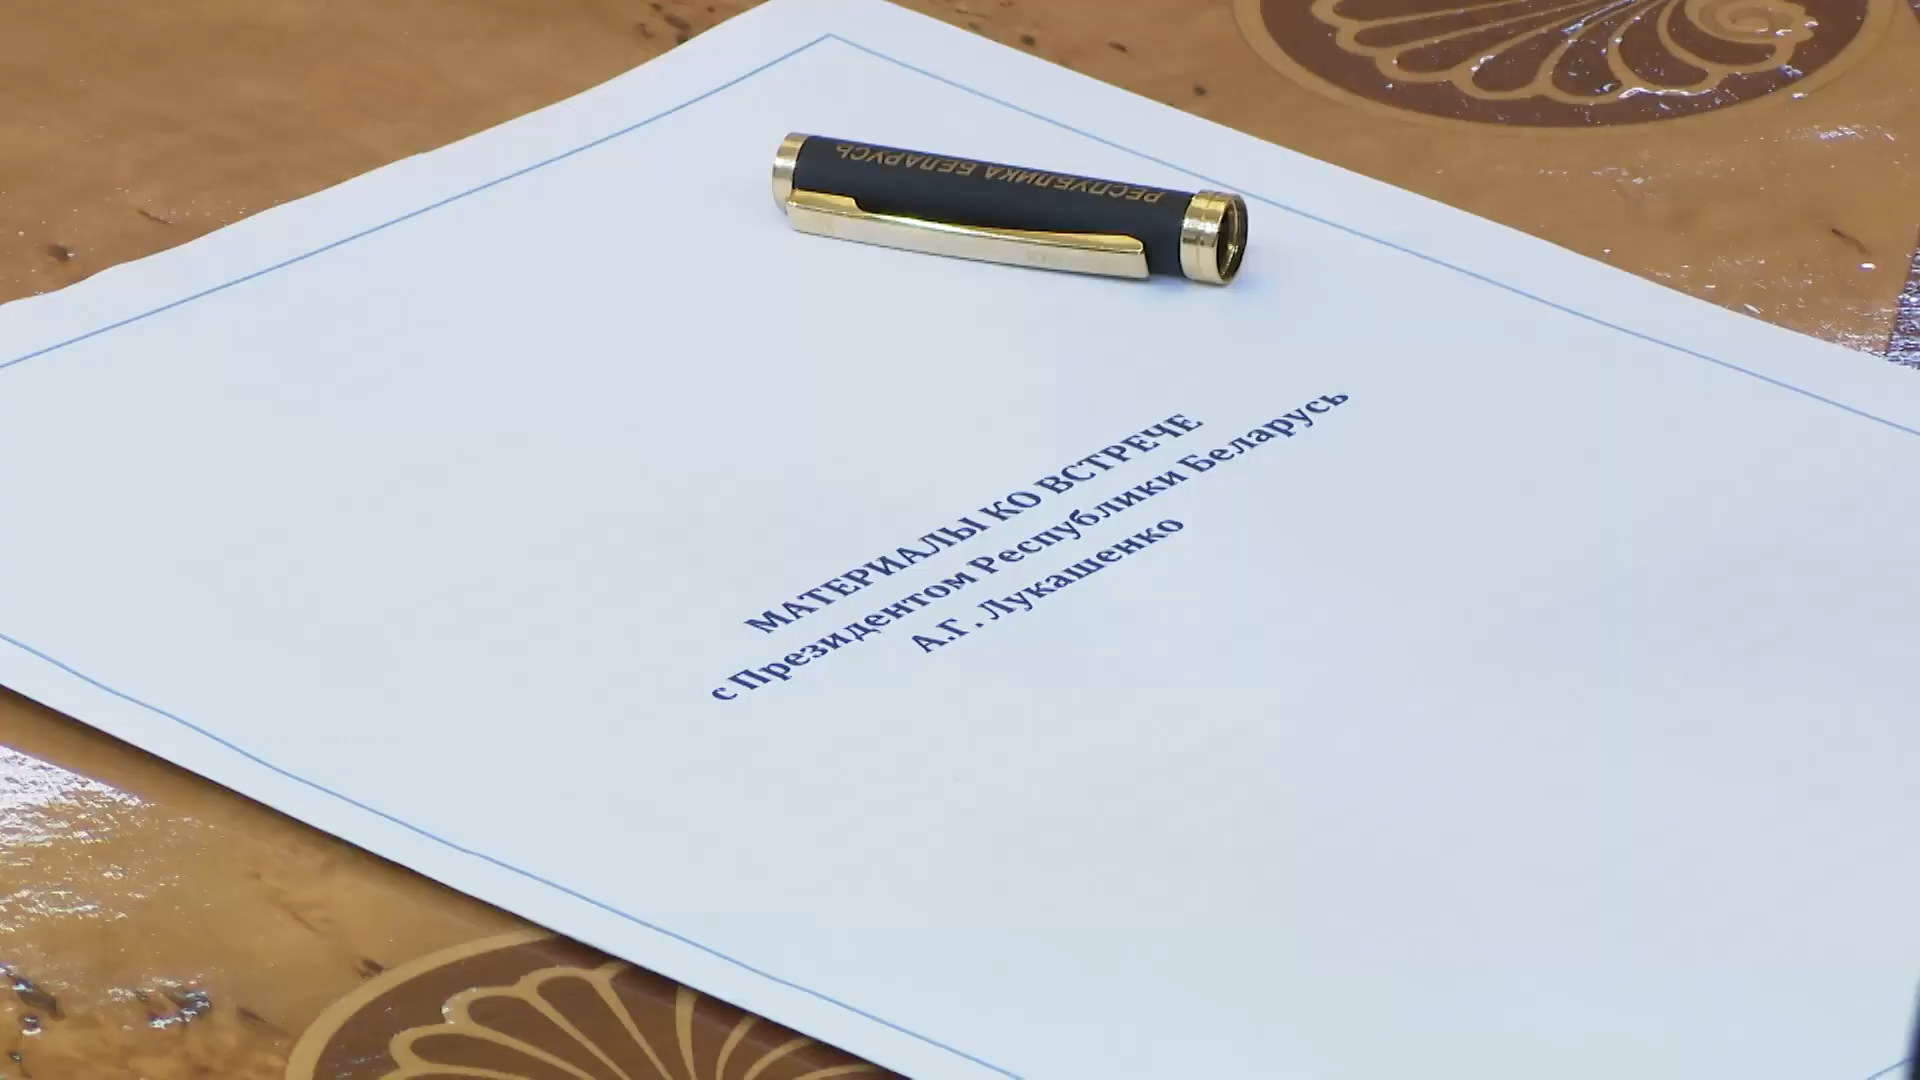 РЕСПУБЛИКА БЕЛАРУСЬ
МАТЕРИАЛЫ КО ВСТРЕЧЕ
с Президентом Республики Беларусь
А.Г. Лукашенко